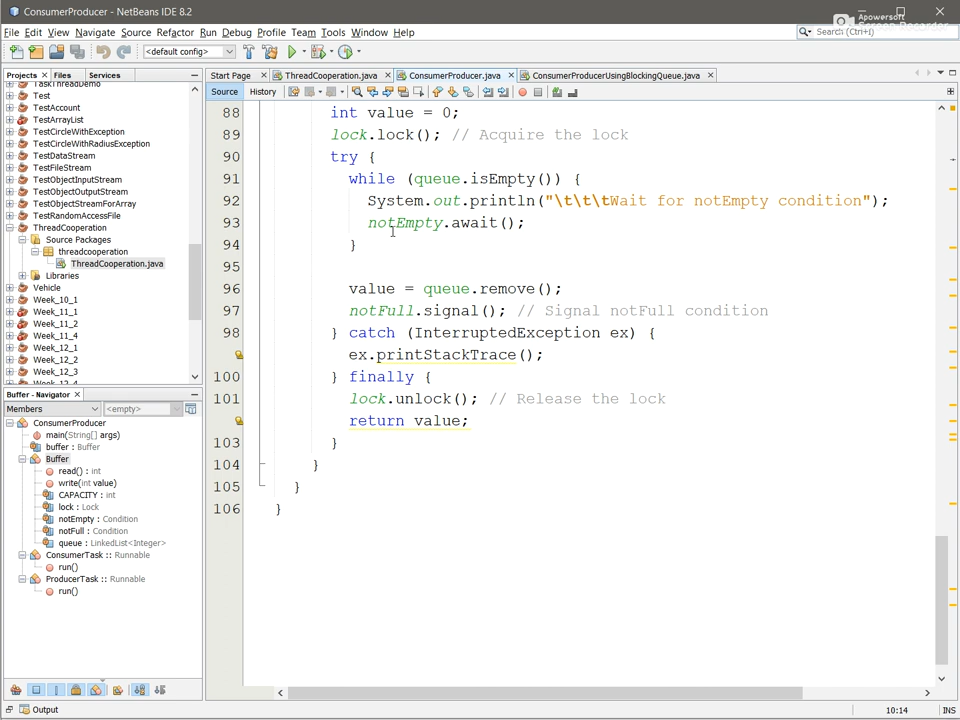 ConsumerProducer - NetBeans IDE 8.2
Apowersoft
Screen Recorder
File Edit View Navigate Source Refactor Run Debug Profile Team Tools Window Help
Search (Ctrl+I)
<default config>
Projects Files Services
Start Page ThreadCooperation.java ConsumerProducer.java ConsumerProducerUsingBlockingQueue.java
Source History
TaskThreadDemo
Test
TestAccount
TestArrayList
TestCircleWithException
TestCircleWithRadiusException
TestDataStream
TestFileStream
TestObjectInputStream
TestObjectOutputStream
TestObjectStreamForArray
TestRandomAccessFile
ThreadCooperation
Source Packages
threadcooperation
ThreadCooperation.java
Libraries
Vehicle
Week_10_1
Week_11_1
Week_11_2
Week_11_4
Week_12_1
Week_12_2
Week_12_3
Week_12_4
88 int value = 0;
89 lock.lock(); // Acquire the lock
90 try {
91 while (queue.isEmpty()) {
92 System.out.println("\t\t\tWait for notEmpty condition");
93 notEmpty.await();
94 }
95
96 value = queue.remove();
97 notFull.signal(); // Signal notFull condition
98 } catch (InterruptedException ex) {
ex.printStackTrace();
100 } finally {
101 lock.unlock(); // Release the lock
return value;
103 }
104 }
105 }
106 }
Buffer - Navigator
Members <empty>
ConsumerProducer
main(String[] args)
buffer : Buffer
Buffer
read() : int
write(int value)
CAPACITY : int
lock : Lock
notEmpty : Condition
notFull : Condition
queue : LinkedList<Integer>
ConsumerTask :: Runnable
run()
ProducerTask :: Runnable
run()
Output
10:14 INS